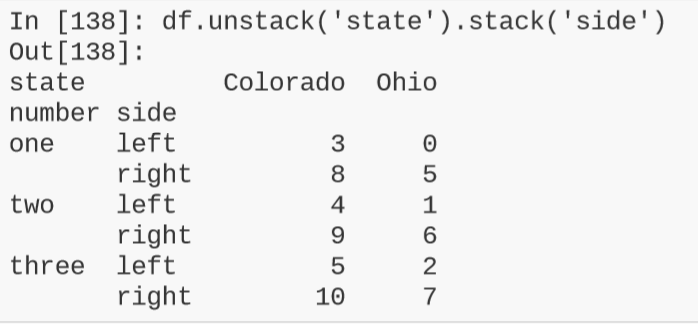 In [138]: df.unstack('state').stack('side')
Out[138]:
state         Colorado  Ohio
number side
one    left          3     0
       right         8     5
two    left          4     1
       right         9     6
three  left          5     2
       right        10     7